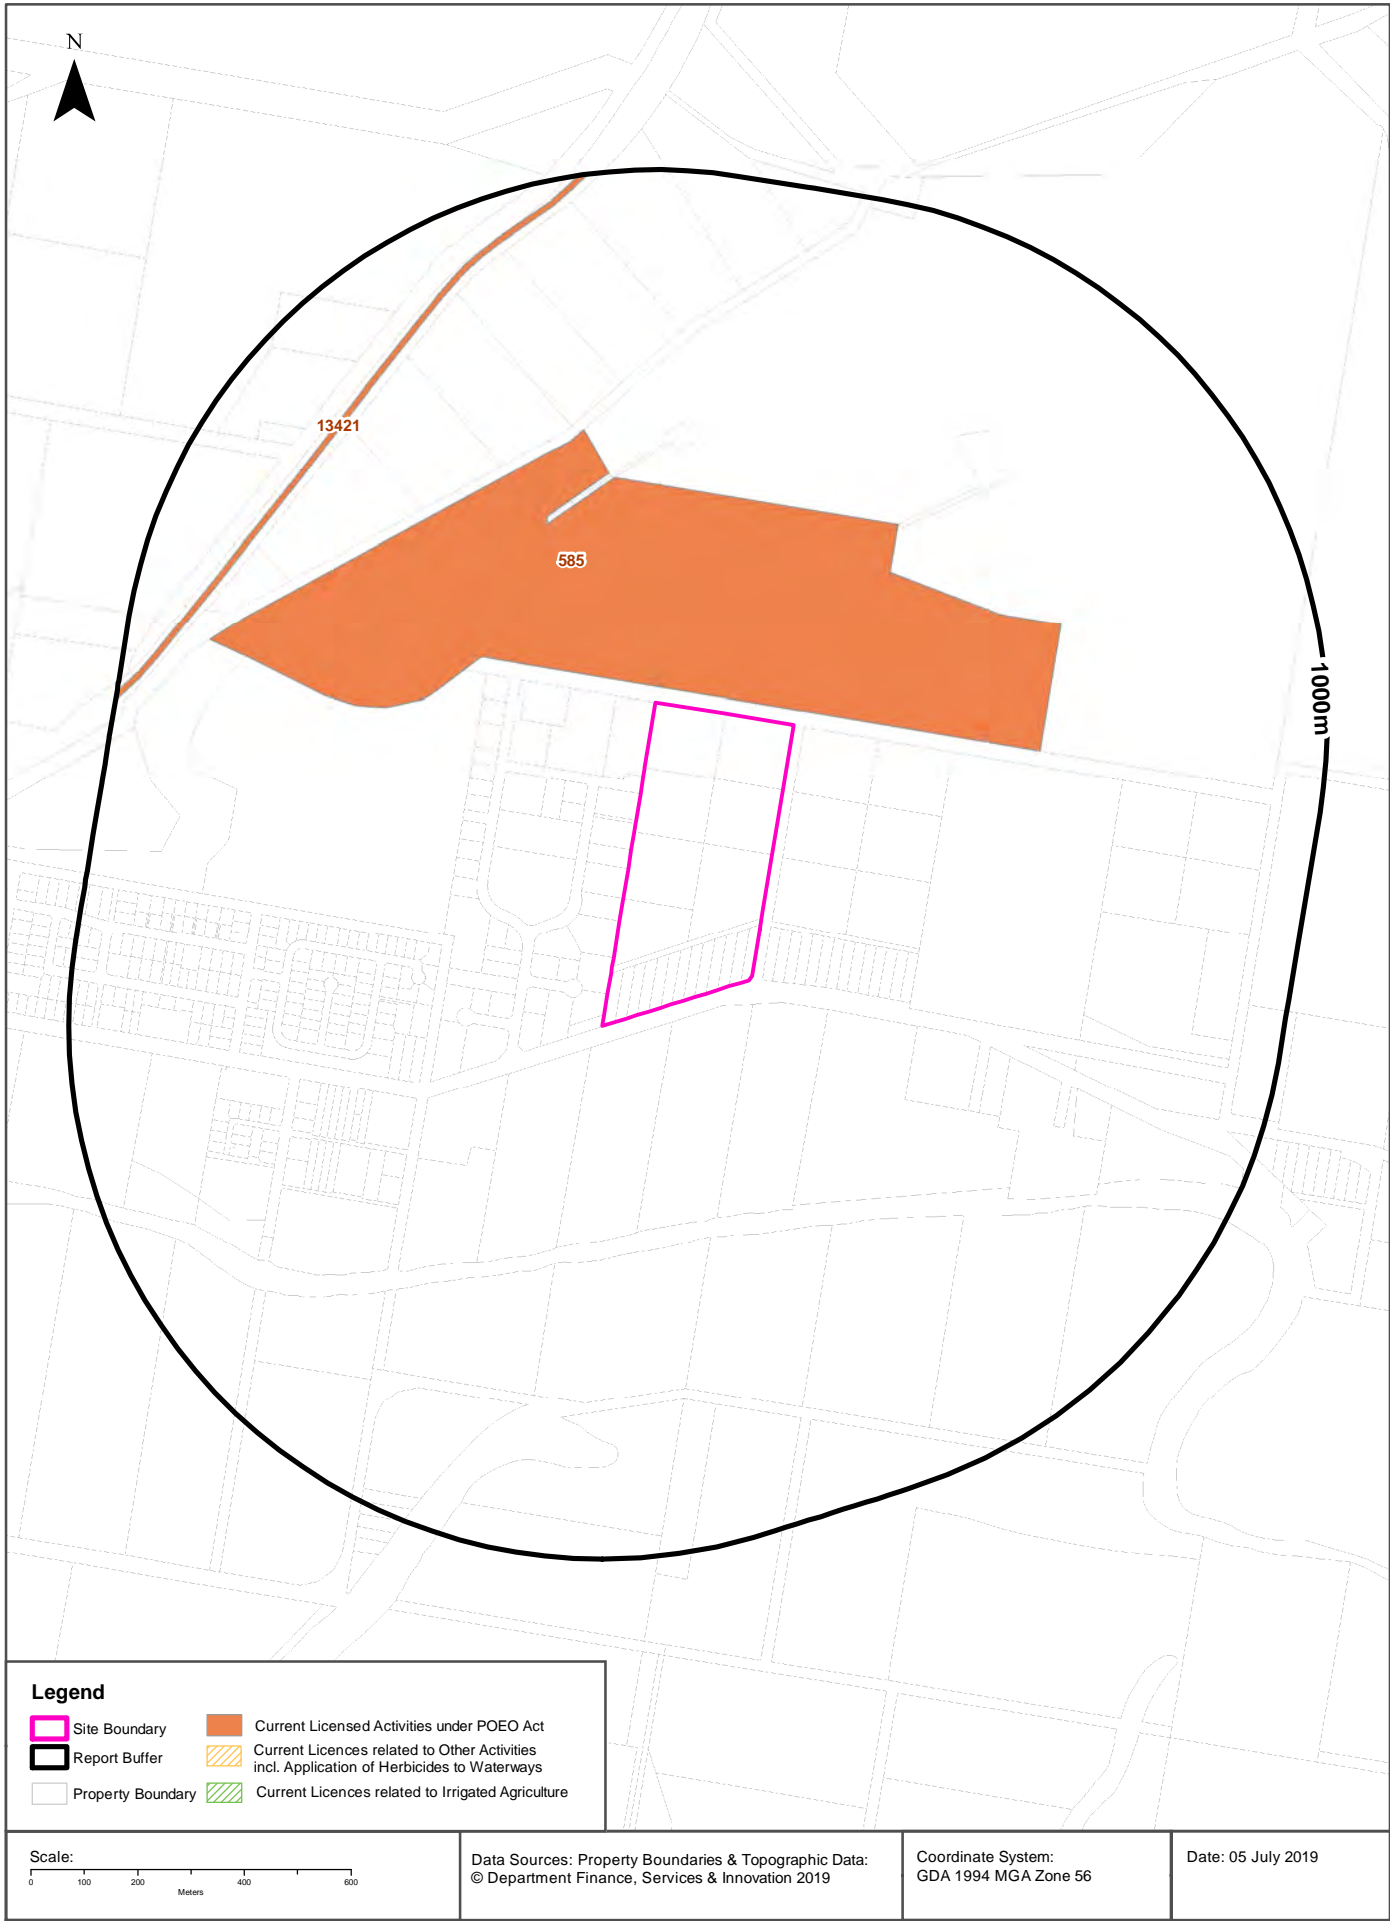 N
13421
585
1000m
Legend
Site Boundary
Report Buffer
Property Boundary
Current Licensed Activities under POEO Act
Current Licences related to Other Activities
incl. Application of Herbicides to Waterways
Current Licences related to Irrigated Agriculture
Scale:
0 100 200 400 600
Meters
Data Sources: Property Boundaries & Topographic Data:
© Department Finance, Services & Innovation 2019
Coordinate System:
GDA 1994 MGA Zone 56
Date: 05 July 2019